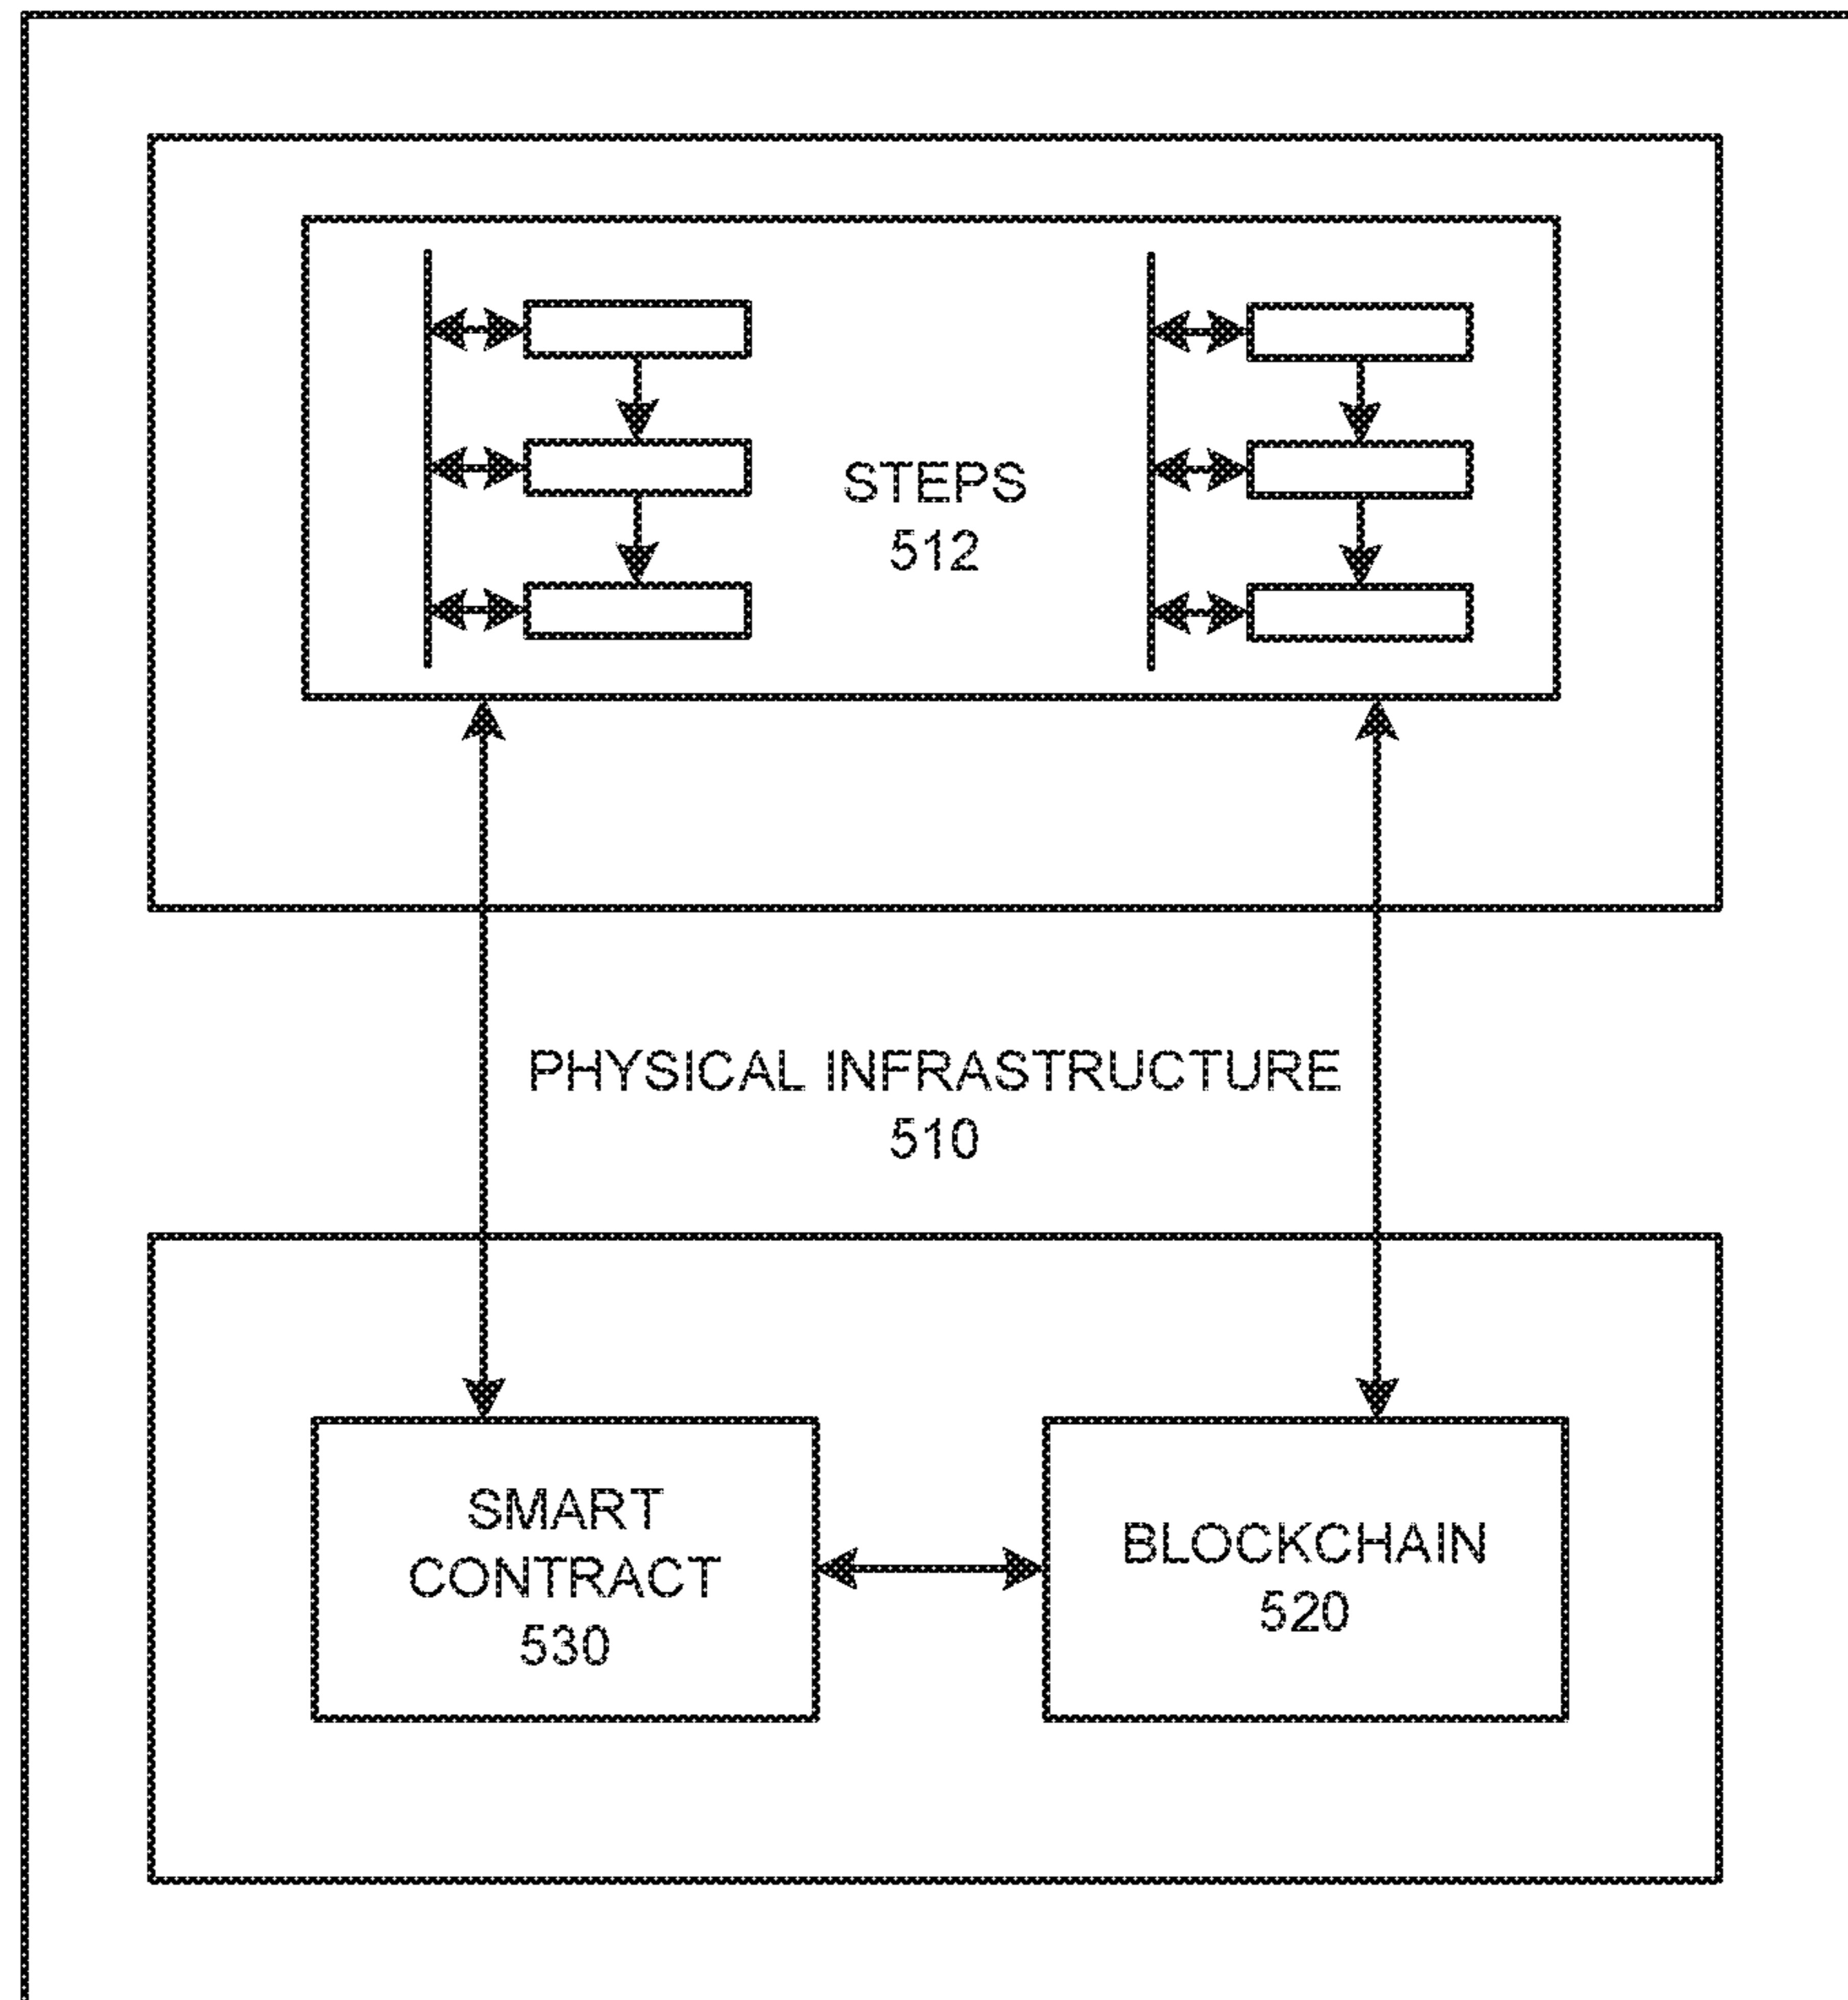 STEPS
512
PHYSICAL INFRASTRUCTURE
510
SMART
CONTRACT
530
BLOCKCHAIN
520